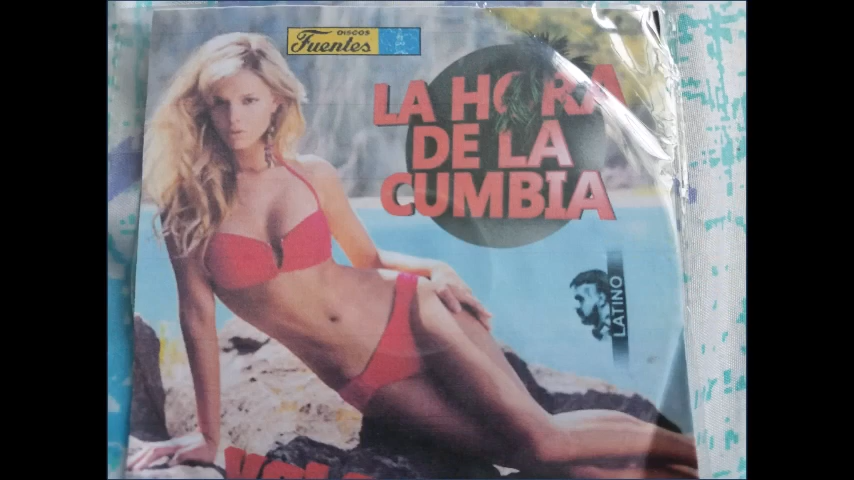 DISCOS
Fuentes
LA HORA
DE LA
CUMBIA
LATINO